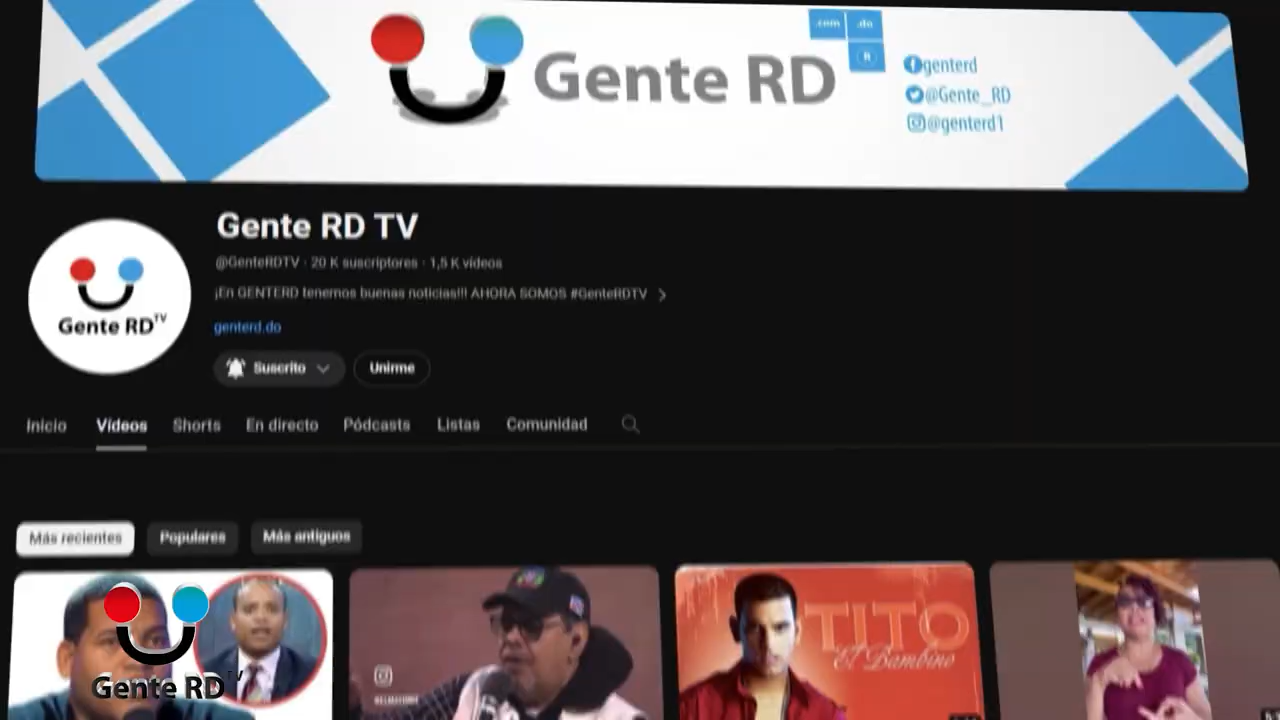 Gente RD
.com .do
R
genterd
@Gente_RD
@genterd1
Gente RD TV
Gente RD TV
@GenteRDTV · 20 K suscriptores · 1,5 K vídeos
¡En GENTERD tenemos buenas noticias!!! AHORA SOMOS #GenteRDTV
genterd.do
Suscrito
Unirme
Inicio Vídeos Shorts En directo Pódcasts Listas Comunidad
Más recientes Populares Más antiguos
TITO
El Bambino
Gente RD TV